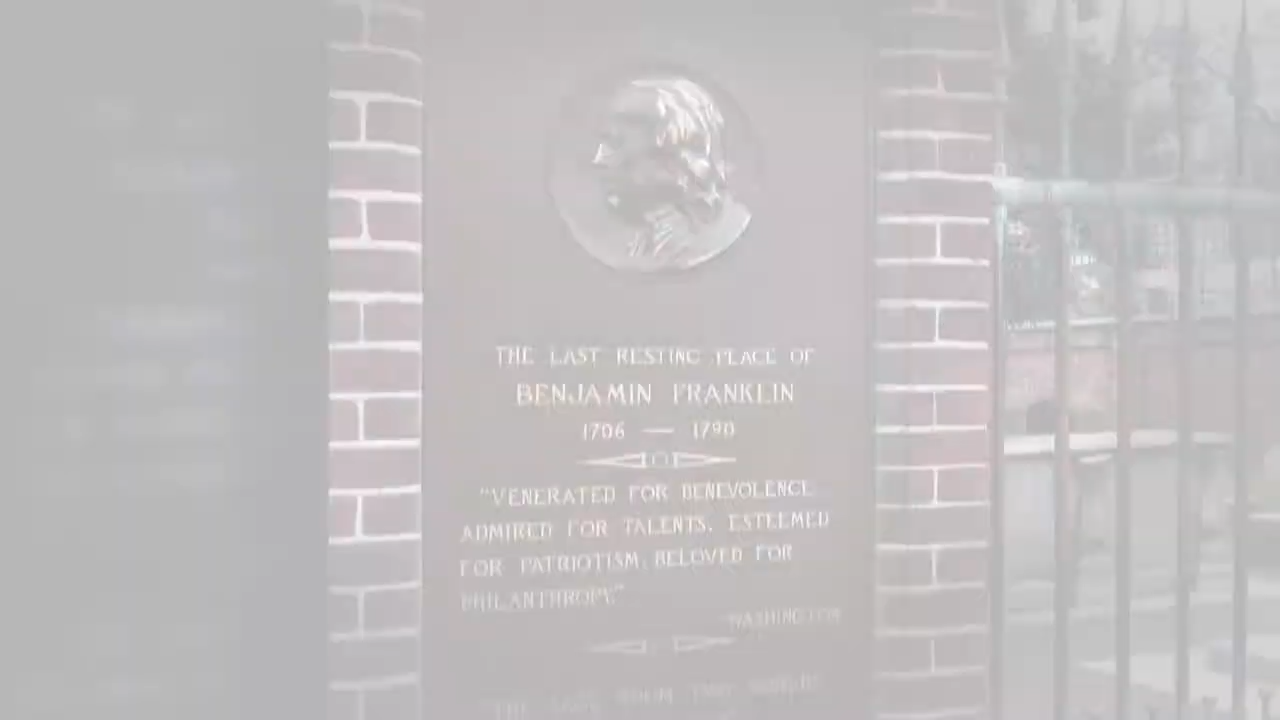 THE LAST RESTING PLACE OF
BENJAMIN FRANKLIN
1706 — 1790
"VENERATED FOR BENEVOLENCE
ADMIRED FOR TALENTS, ESTEEMED
FOR PATRIOTISM, BELOVED FOR
PHILANTHROPY."
WASHINGTON
"THE